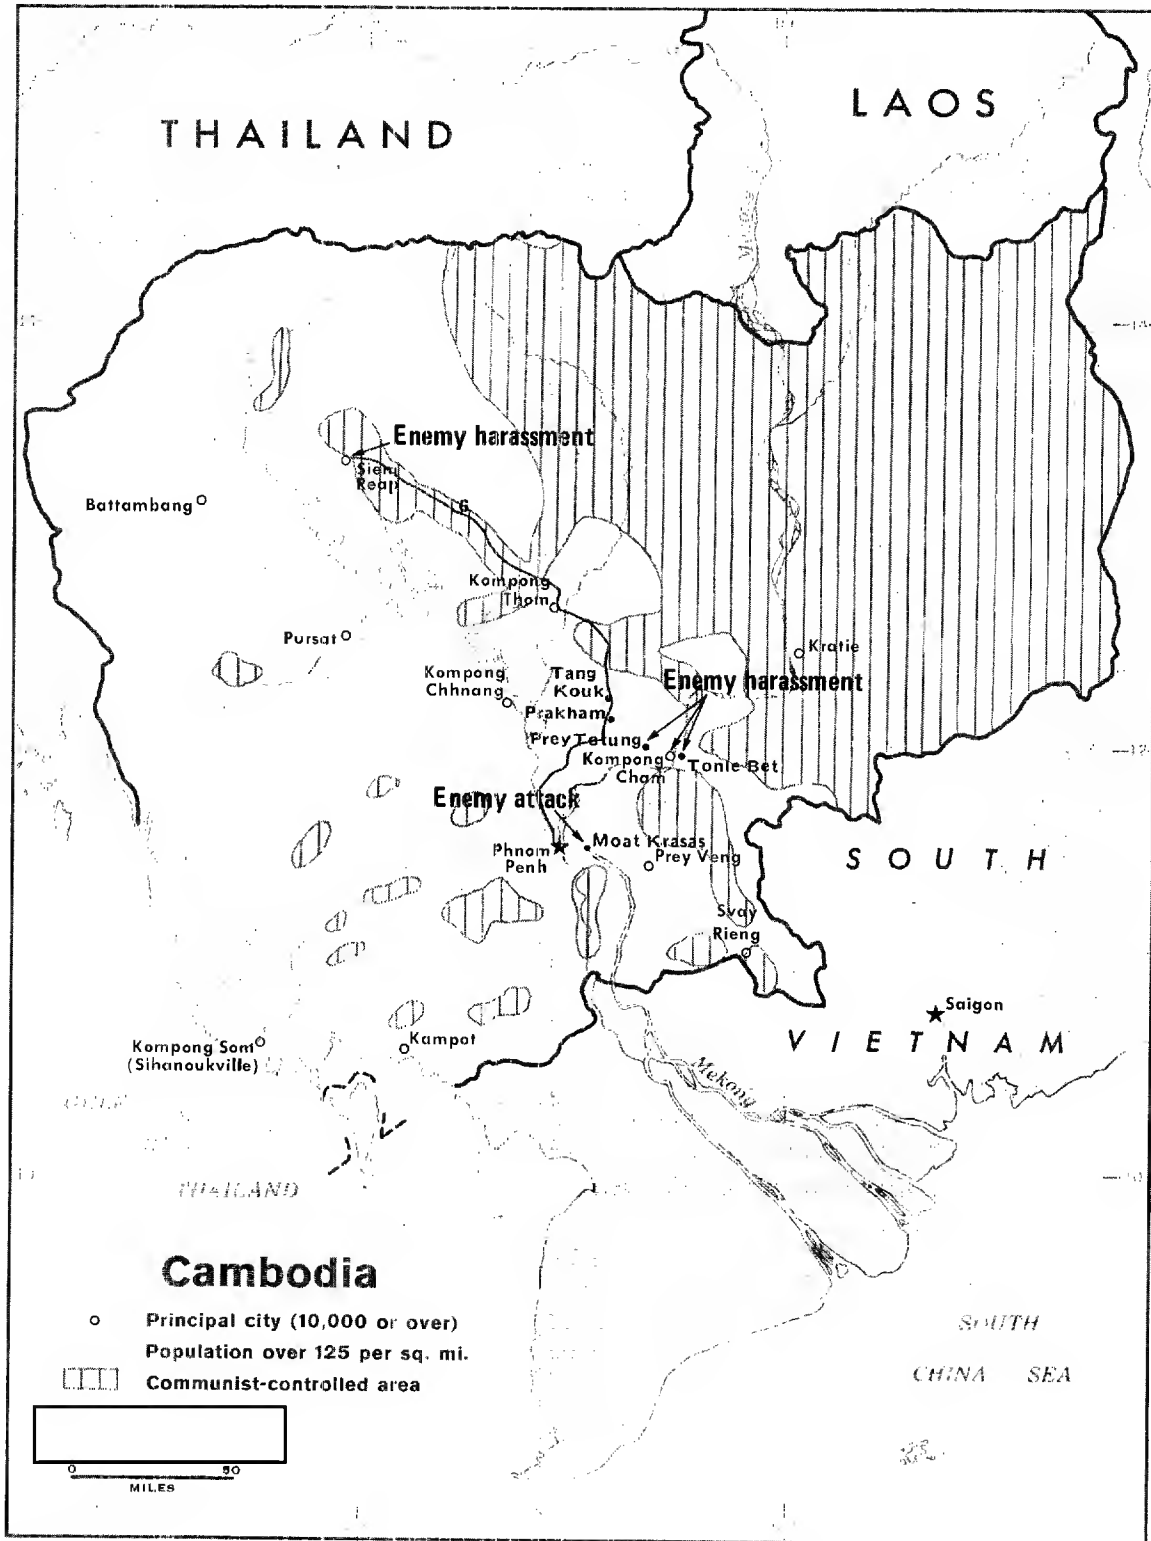 THAILAND
LAOS
Enemy harassment
Siem
Reap
Battambang
6
Kompong
Thom
Pursat
Kratie
Kompong
Chhnang
Tang
Kouk
Enemy harassment
Prakham
Prey Totung
Kompong
Cham
Tonle Bet
Enemy attack
Moat Krasas
Phnom
Penh
Prey Veng
SOUTH
Svay
Rieng
Saigon
VIETNAM
Kompong Som
(Sihanoukville)
Kampot
Mekong
THAILAND
Cambodia
Principal city (10,000 or over)
Population over 125 per sq. mi.
Communist-controlled area
SOUTH
CHINA SEA
0 50
MILES